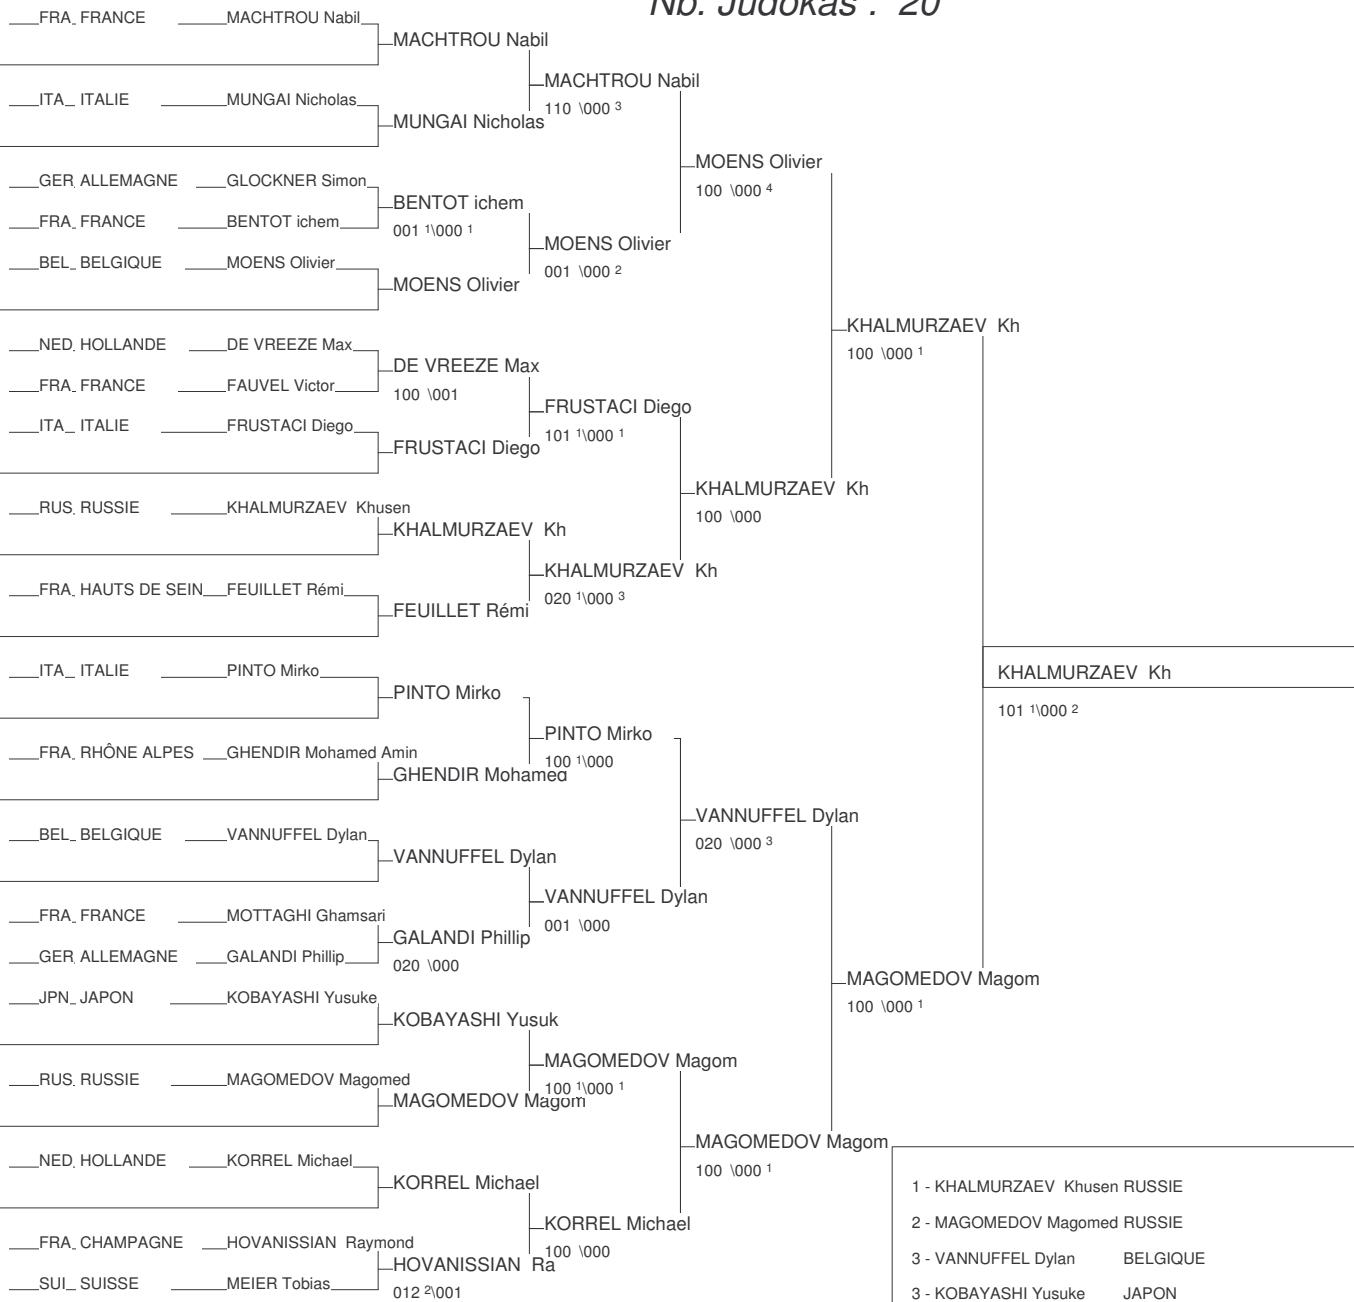 Nb. Judokas : 20
FRA FRANCE MACHTROU Nabil
MACHTROU Nabil
MACHTROU Nabil
110 \000 3
ITA ITALIE MUNGAI Nicholas
MUNGAI Nicholas
MOENS Olivier
100 \000 4
GER ALLEMAGNE GLOCKNER Simon
BENTOT ichem
001 1\000 1
FRA FRANCE BENTOT ichem
MOENS Olivier
001 \000 2
BEL BELGIQUE MOENS Olivier
MOENS Olivier
KHALMURZAEV Kh
100 \000 1
NED HOLLANDE DE VREEZE Max
DE VREEZE Max
100 \001
FRA FRANCE FAUVEL Victor
FRUSTACI Diego
101 1\000 1
ITA ITALIE FRUSTACI Diego
FRUSTACI Diego
KHALMURZAEV Kh
100 \000
RUS RUSSIE KHALMURZAEV Khusen
KHALMURZAEV Kh
KHALMURZAEV Kh
020 1\000 3
FRA HAUTS DE SEIN FEUILLET Rémi
FEUILLET Rémi
KHALMURZAEV Kh
101 1\000 2
ITA ITALIE PINTO Mirko
PINTO Mirko
PINTO Mirko
100 1\000
FRA RHÔNE ALPES GHENDIR Mohamed Amin
GHENDIR Mohamed
VANNUFFEL Dylan
020 \000 3
BEL BELGIQUE VANNUFFEL Dylan
VANNUFFEL Dylan
VANNUFFEL Dylan
001 \000
FRA FRANCE MOTTAGHI Ghamsari
GALANDI Phillip
020 \000
GER ALLEMAGNE GALANDI Phillip
MAGOMEDOV Magom
100 \000 1
JPN JAPON KOBAYASHI Yusuke
KOBAYASHI Yusuk
MAGOMEDOV Magom
100 1\000 1
RUS RUSSIE MAGOMEDOV Magomed
MAGOMEDOV Magom
MAGOMEDOV Magom
100 \000 1
NED HOLLANDE KORREL Michael
KORREL Michael
KORREL Michael
100 \000
FRA CHAMPAGNE HOVANISSIAN Raymond
HOVANISSIAN Ra
012 2\001
SUI SUISSE MEIER Tobias
1 - KHALMURZAEV Khusen RUSSIE
2 - MAGOMEDOV Magomed RUSSIE
3 - VANNUFFEL Dylan BELGIQUE
3 - KOBAYASHI Yusuke JAPON